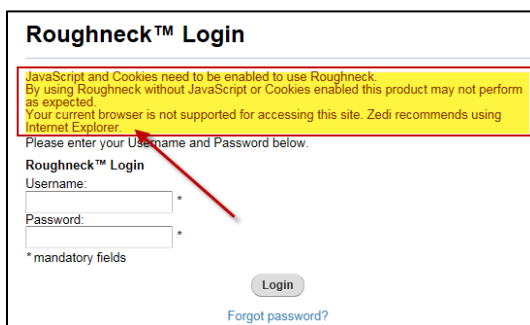 Roughneck™ Login
JavaScript and Cookies need to be enabled to use Roughneck.
By using Roughneck without JavaScript or Cookies enabled this product may not perform
as expected.
Your current browser is not supported for accessing this site. Zedi recommends using
Internet Explorer.
Please enter your Username and Password below.
Roughneck™ Login
Username:
*
Password:
*
* mandatory fields
Login
Forgot password?